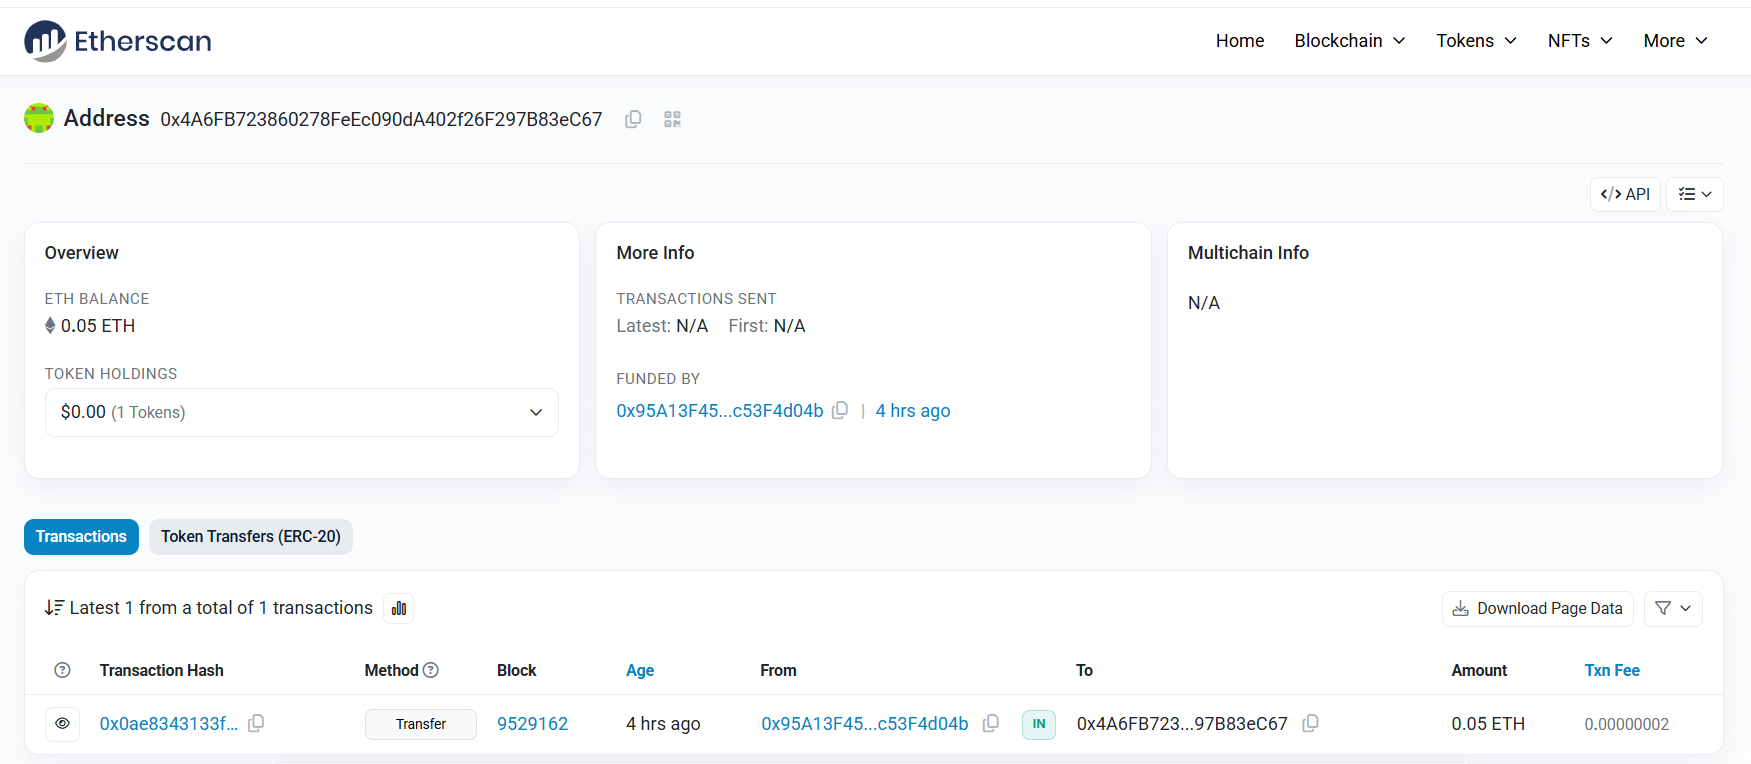 Etherscan
Home Blockchain Tokens NFTs More
Address 0x4A6FB723860278FeEc090dA402f26F297B83eC67
</> API
Overview
ETH BALANCE
0.05 ETH
TOKEN HOLDINGS
$0.00 (1 Tokens)
More Info
TRANSACTIONS SENT
Latest: N/A First: N/A
FUNDED BY
0x95A13F45...c53F4d04b | 4 hrs ago
Multichain Info
N/A
Transactions Token Transfers (ERC-20)
Latest 1 from a total of 1 transactions Download Page Data
Transaction Hash Method Block Age From To Amount Txn Fee
0x0ae8343133f... Transfer 9529162 4 hrs ago 0x95A13F45...c53F4d04b IN 0x4A6FB723...97B83eC67 0.05 ETH 0.00000002